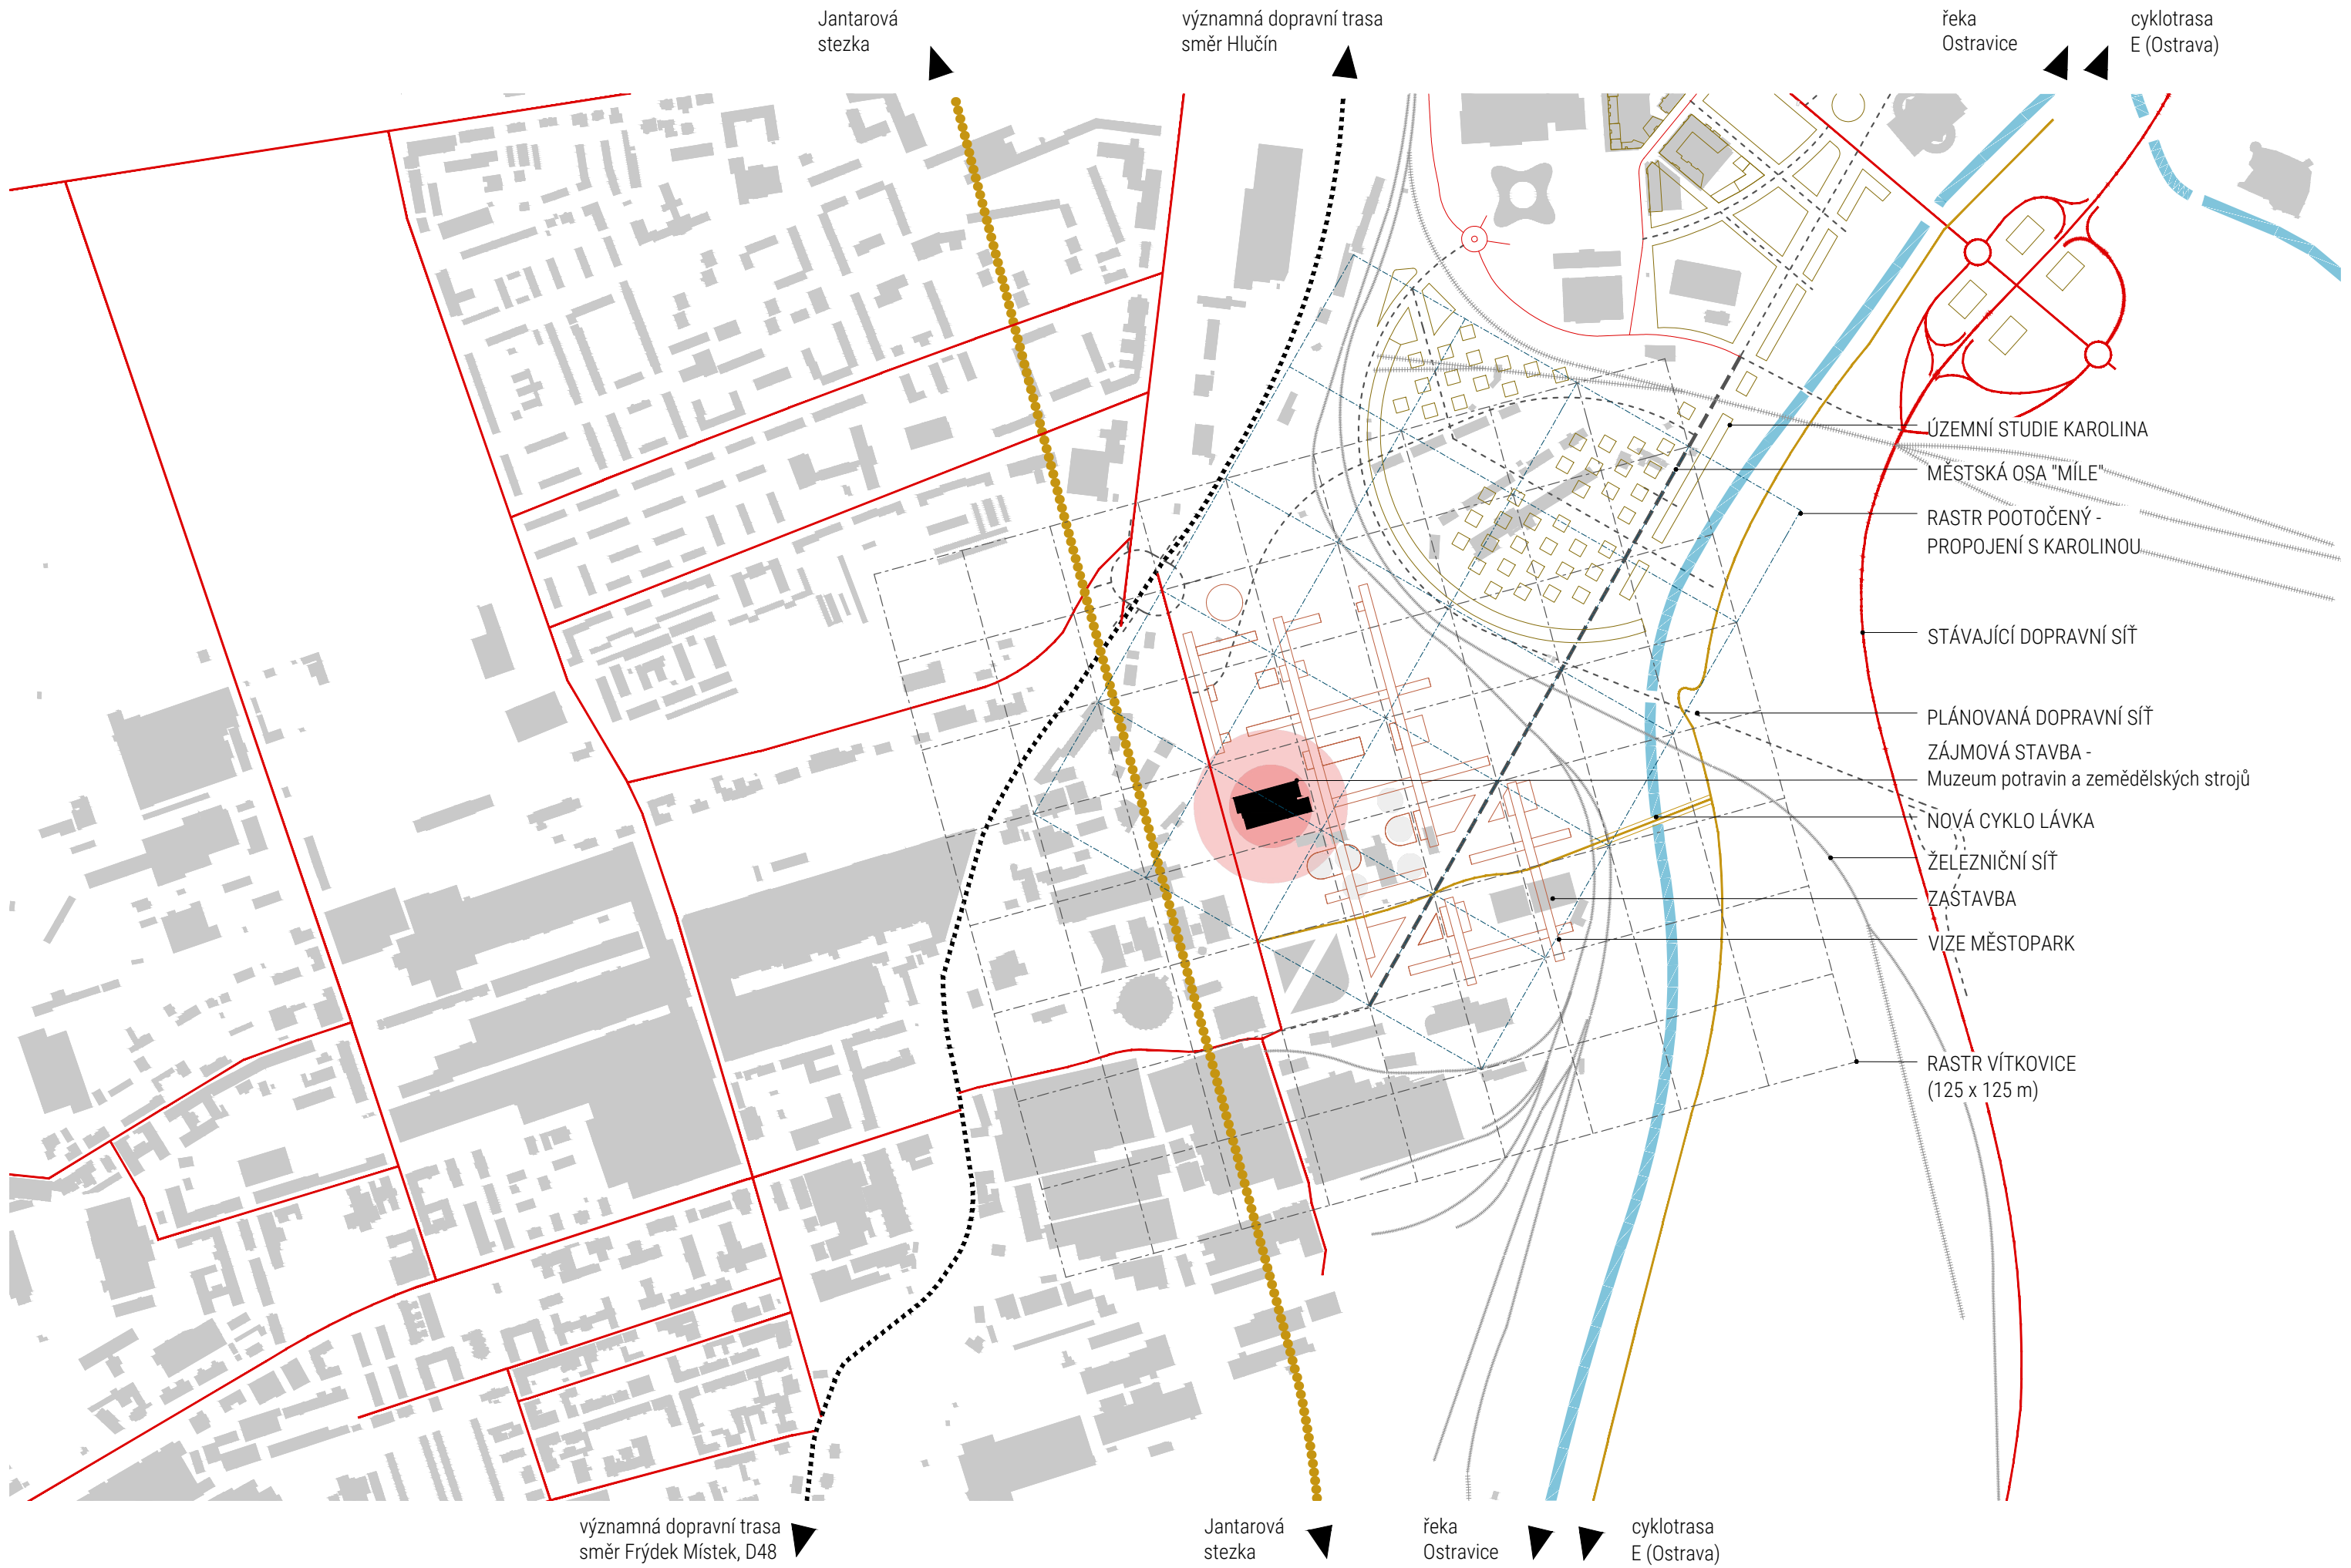 Jantarová
stezka
významná dopravní trasa
směr Hlučín
řeka
Ostravice
cyklotrasa
E (Ostrava)
ÚZEMNÍ STUDIE KAROLINA
MĚSTSKÁ OSA "MÍLE"
RASTR POOTOČENÝ -
PROPOJENÍ S KAROLINOU
STÁVAJÍCÍ DOPRAVNÍ SÍŤ
PLÁNOVANÁ DOPRAVNÍ SÍŤ
ZÁJMOVÁ STAVBA -
Muzeum potravin a zemědělských strojů
NOVÁ CYKLO LÁVKA
ŽELEZNIČNÍ SÍŤ
ZASTAVBA
VIZE MĚSTOPARK
RASTR VÍTKOVICE
(125 x 125 m)
významná dopravní trasa
směr Frýdek Místek, D48
Jantarová
stezka
řeka
Ostravice
cyklotrasa
E (Ostrava)